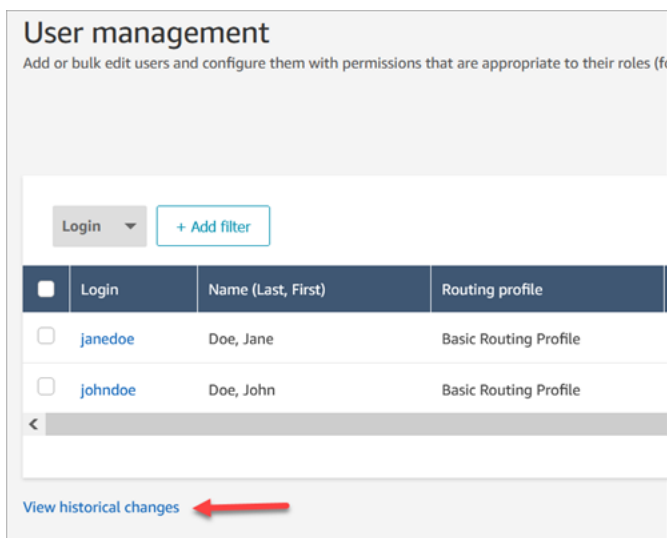 User management
Add or bulk edit users and configure them with permissions that are appropriate to their roles
Login
+ Add filter
Login Name (Last, First) Routing profile
janedoe Doe, Jane Basic Routing Profile
johndoe Doe, John Basic Routing Profile
View historical changes